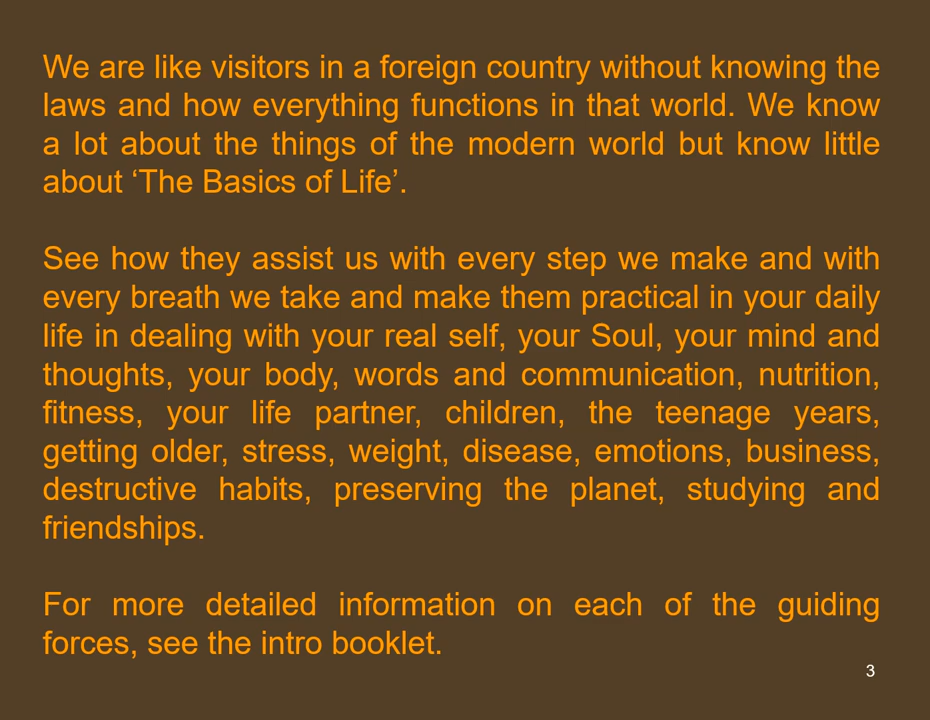 We are like visitors in a foreign country without knowing the
laws and how everything functions in that world. We know
a lot about the things of the modern world but know little
about ‘The Basics of Life’.
See how they assist us with every step we make and with
every breath we take and make them practical in your daily
life in dealing with your real self, your Soul, your mind and
thoughts, your body, words and communication, nutrition,
fitness, your life partner, children, the teenage years,
getting older, stress, weight, disease, emotions, business,
destructive habits, preserving the planet, studying and
friendships.
For more detailed information on each of the guiding
forces, see the intro booklet.
3